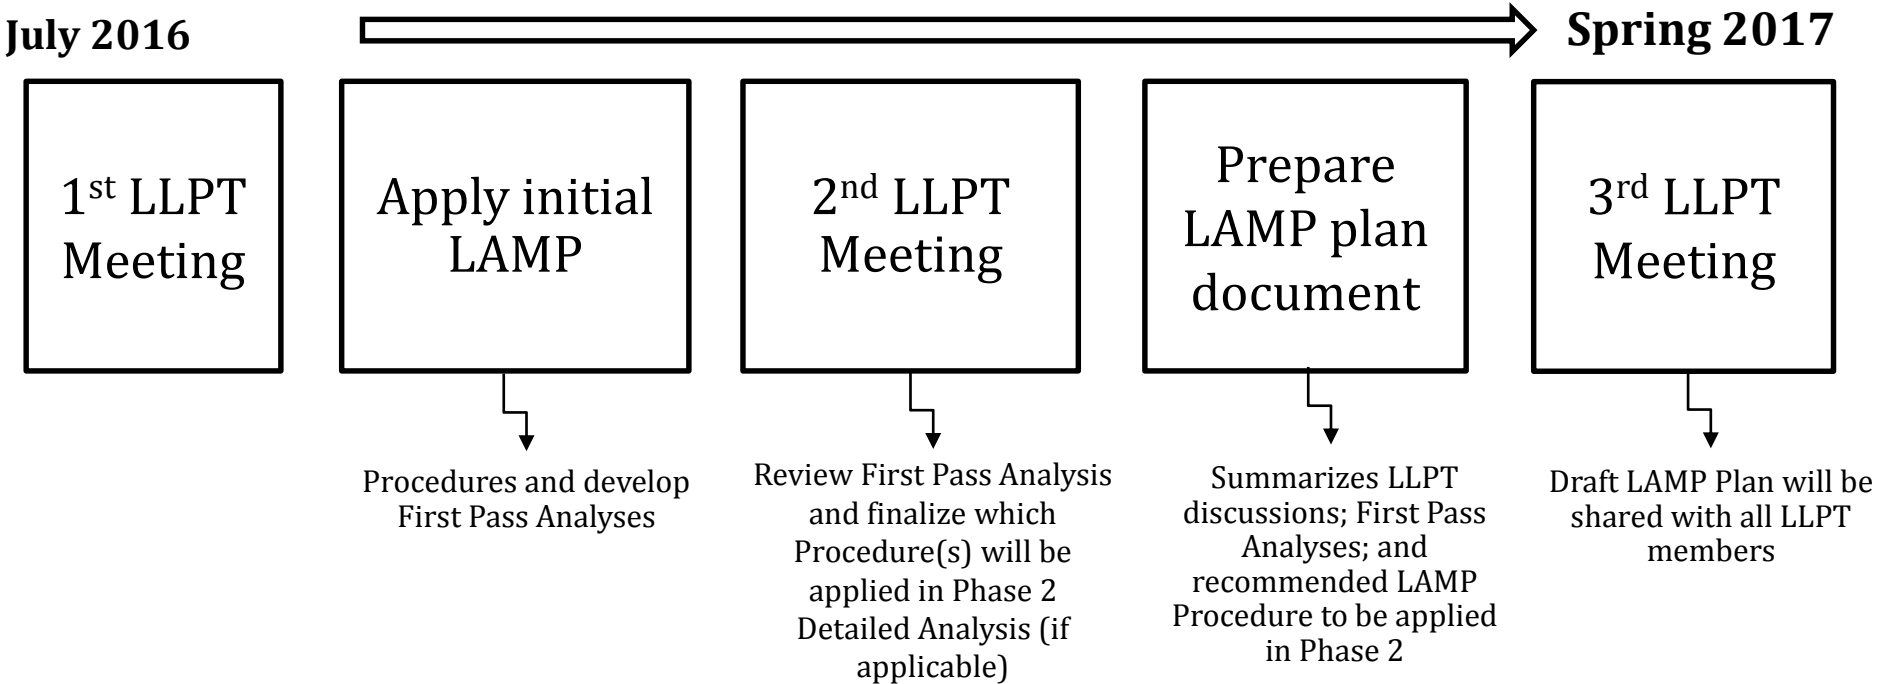 July 2016
Spring 2017
1st LLPT
Meeting
Apply initial
LAMP
2nd LLPT
Meeting
Prepare
LAMP plan
document
3rd LLPT
Meeting
Procedures and develop
First Pass Analyses
Review First Pass Analysis
and finalize which
Procedure(s) will be
applied in Phase 2
Detailed Analysis (if
applicable)
Summarizes LLPT
discussions; First Pass
Analyses; and
recommended LAMP
Procedure to be applied
in Phase 2
Draft LAMP Plan will be
shared with all LLPT
members